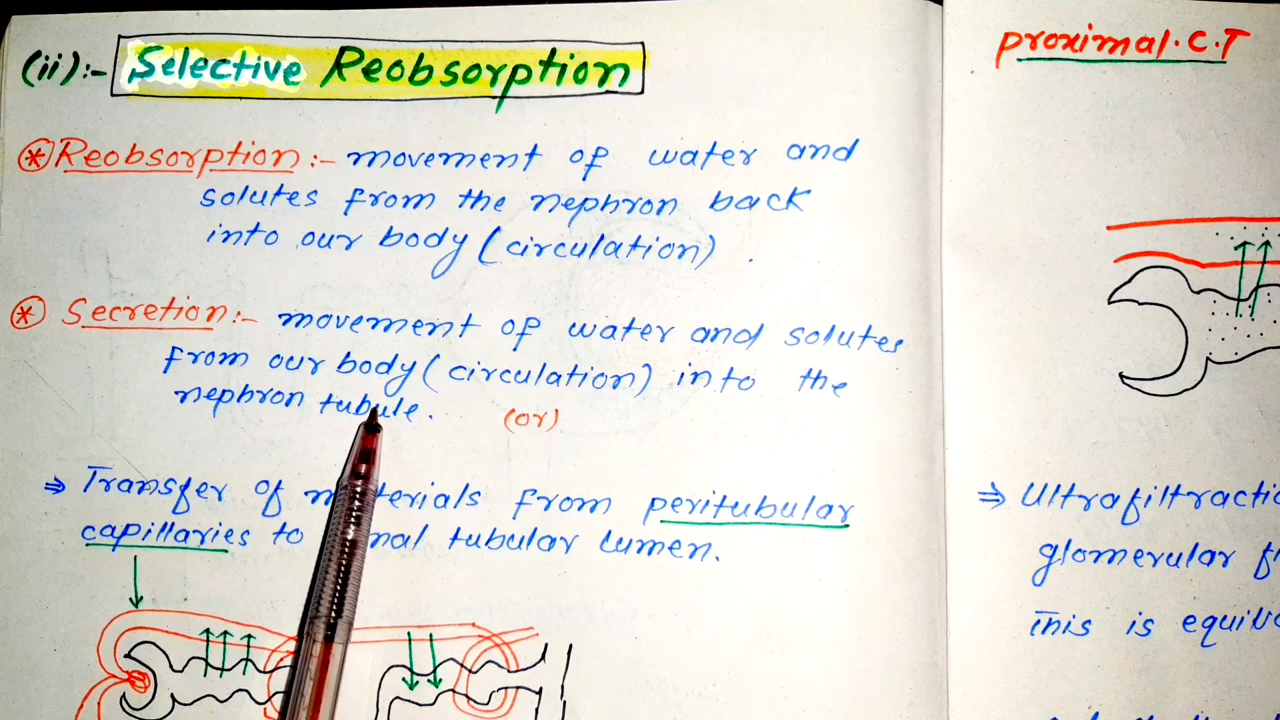 (ii):- Selective Reobsorption
* Reobsorption :- movement of water and
solutes from the nephron back
into our body (circulation) .
* Secretion:- movement of water and solutes
from our body (circulation) into the
nephron tubule.
(or)
⇒ Transfer of materials from peritubular
capillaries to tubular lumen.
proximal.C.T
⇒ Ultrafiltractio
glomerular
This is